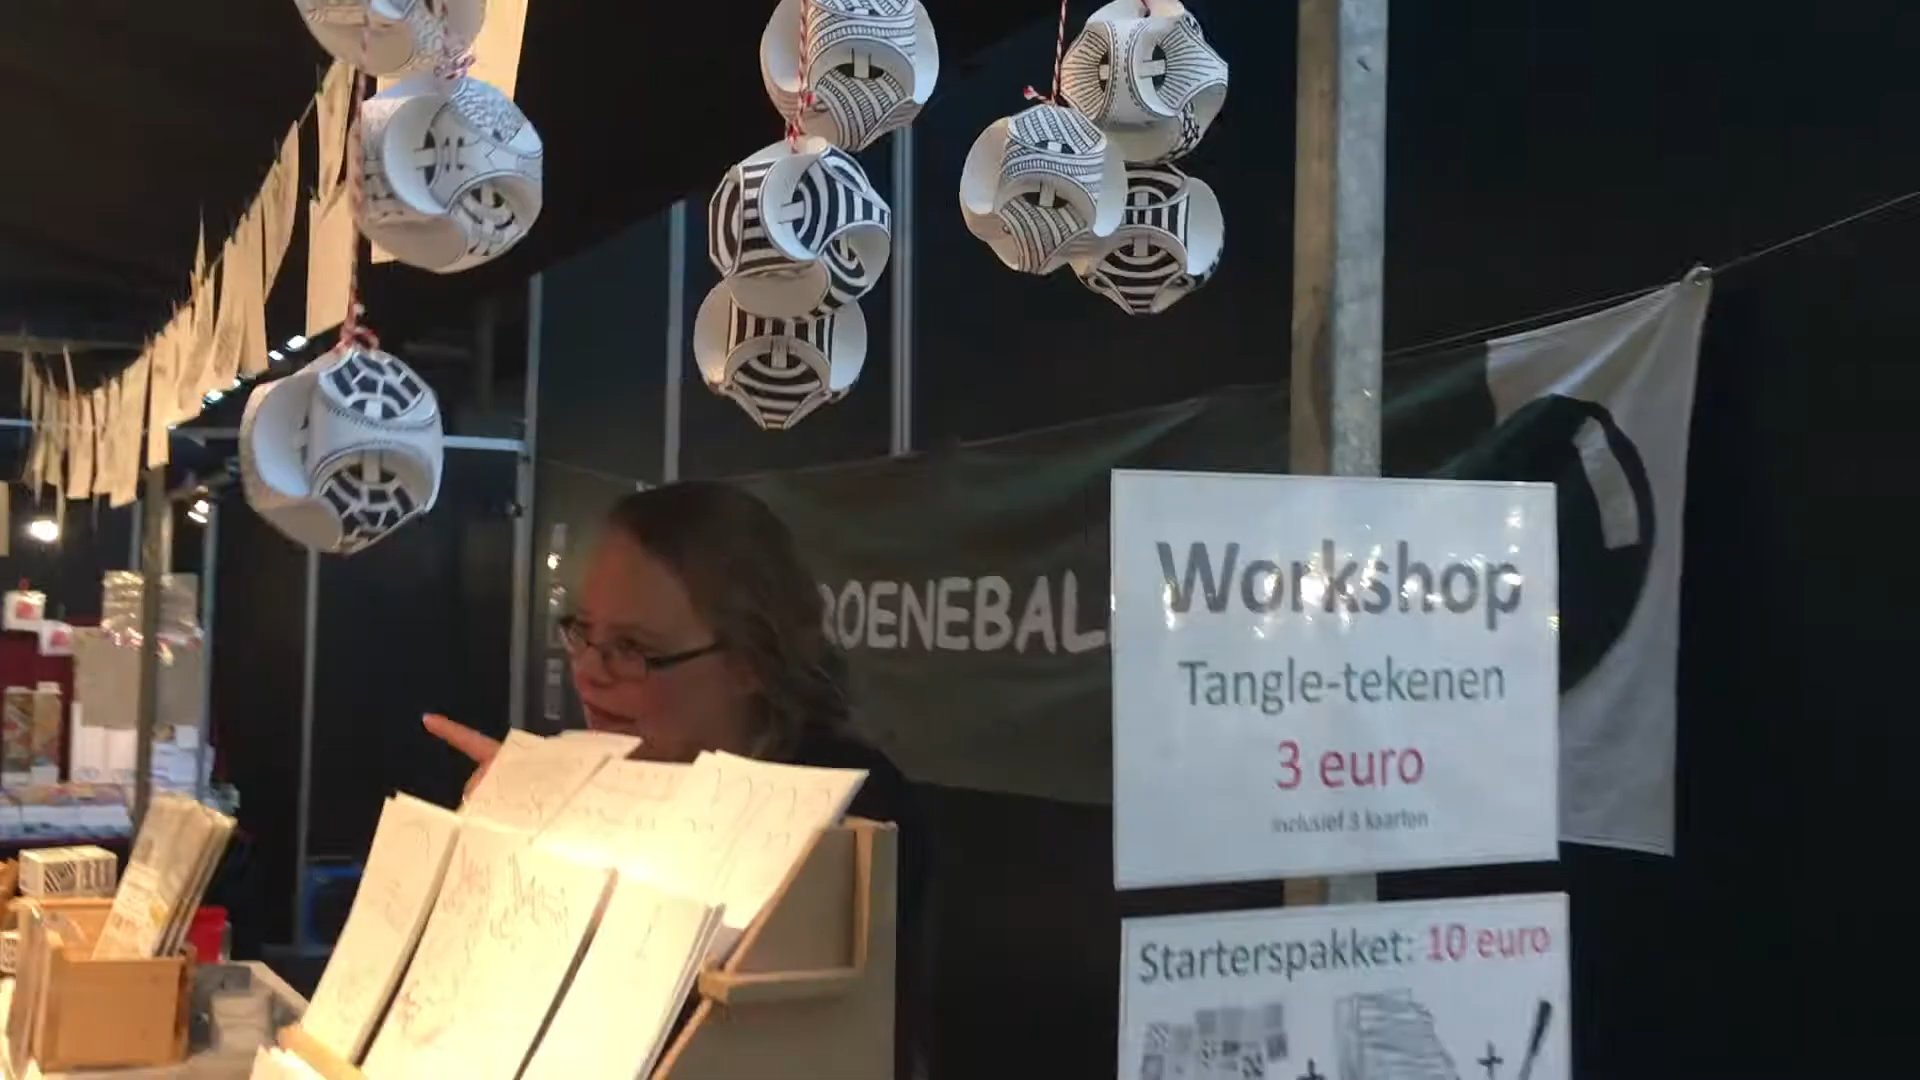 ROENEBAL
Workshop
Tangle-tekenen
3 euro
inclusief 3 kaarten
Starterspakket: 10 euro
+
+